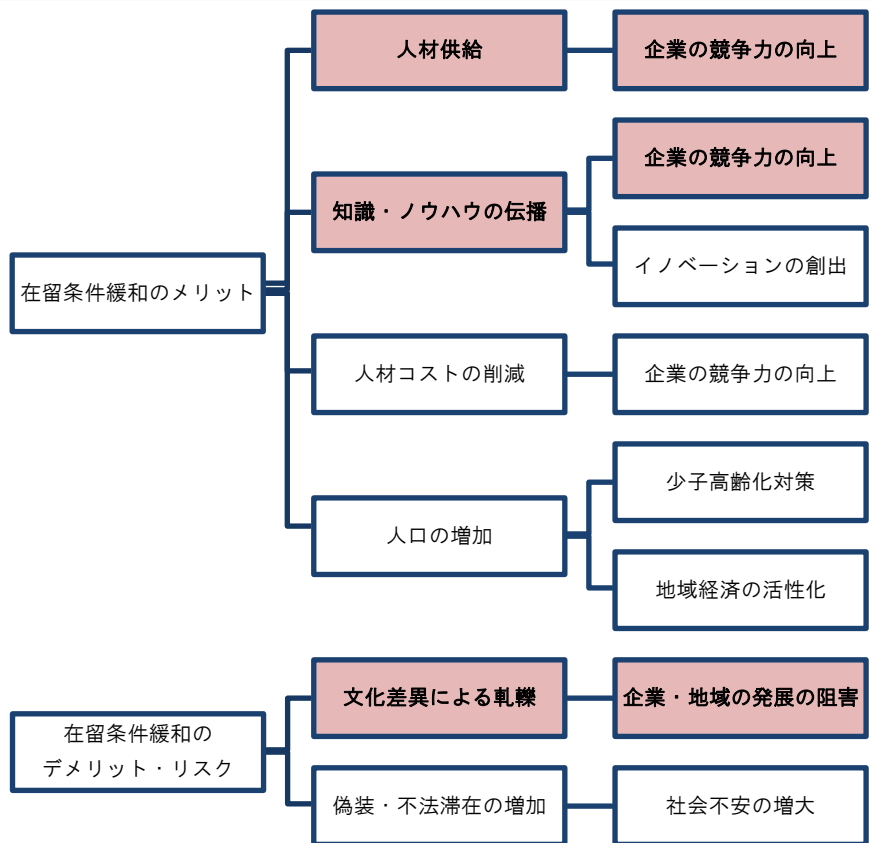 人材供給
企業の競争力の向上
知識・ノウハウの伝播
企業の競争力の向上
イノベーションの創出
在留条件緩和のメリット
人材コストの削減
企業の競争力の向上
人口の増加
少子高齢化対策
地域経済の活性化
文化差異による軋轢
企業・地域の発展の阻害
在留条件緩和の
デメリット・リスク
偽装・不法滞在の増加
社会不安の増大